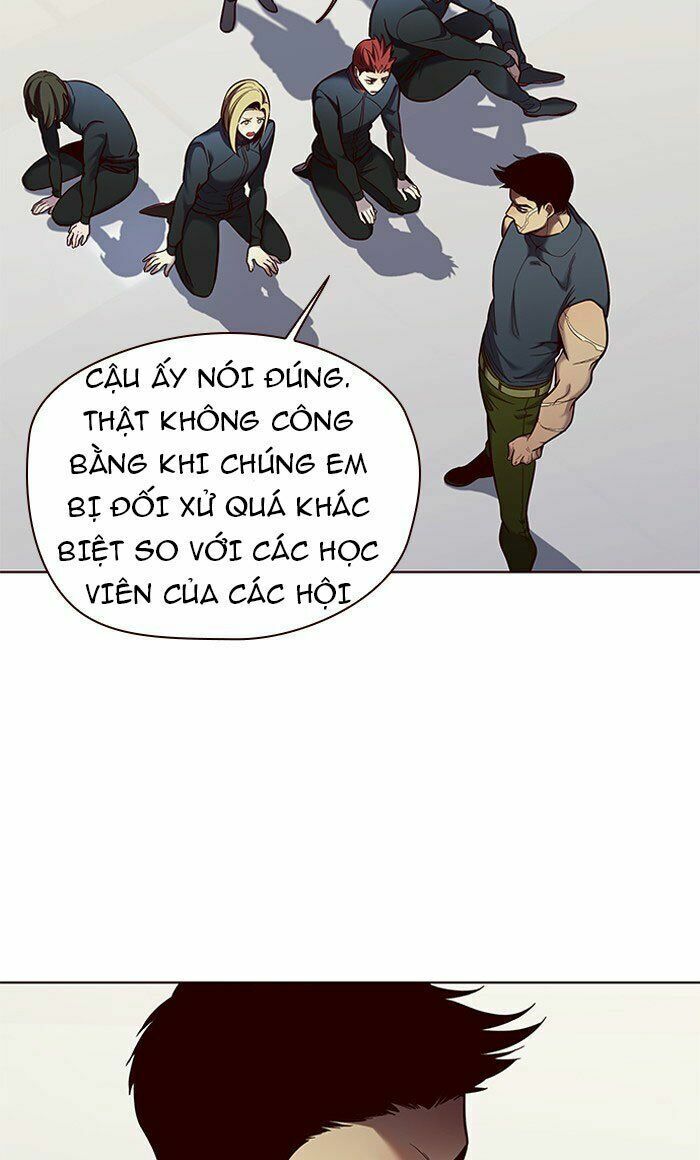 CẬU ẤY NÓI ĐÚNG.
THẬT KHÔNG CÔNG
BẰNG KHI CHÚNG EM
BỊ ĐỐI XỬ QUÁ KHÁC
BIỆT SO VỚI CÁC HỌC
VIÊN CỦA CÁC HỘI